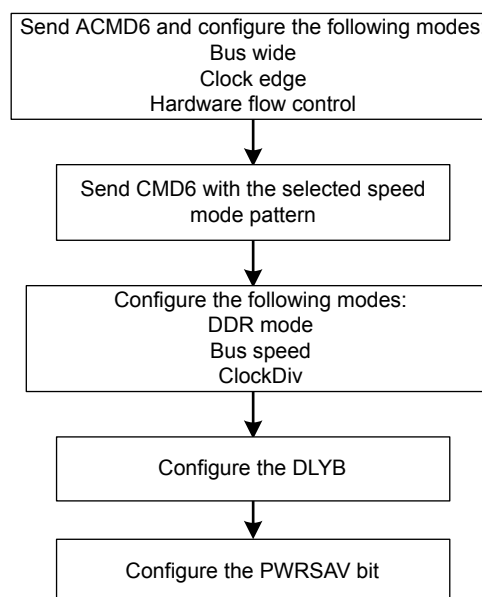 Send ACMD6 and configure the following modes
Bus wide
Clock edge
Hardware flow control
Send CMD6 with the selected speed
mode pattern
Configure the following modes:
DDR mode
Bus speed
ClockDiv
Configure the DLYB
Configure the PWRSAV bit